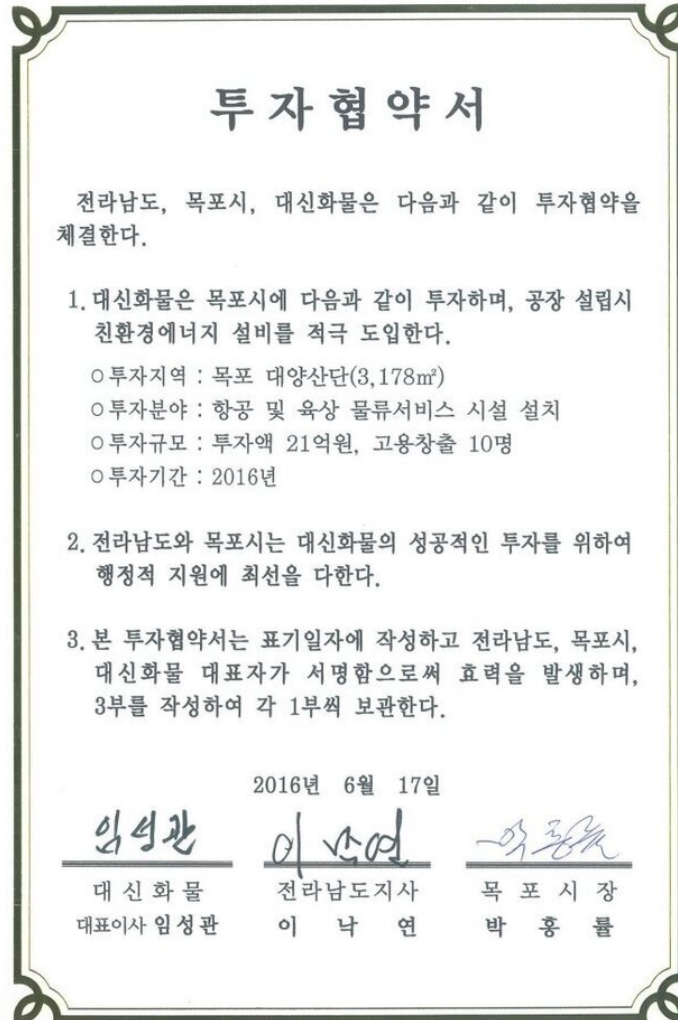 투자협약서
전라남도, 목포시, 대신화물은 다음과 같이 투자협약을
체결한다.
1. 대신화물은 목포시에 다음과 같이 투자하며, 공장 설립시
친환경에너지 설비를 적극 도입한다.
○투자지역 : 목포 대양산단(3,178㎡)
○투자분야 : 항공 및 육상 물류서비스 시설 설치
○투자규모 : 투자액 21억원, 고용창출 10명
○투자기간 : 2016년
2. 전라남도와 목포시는 대신화물의 성공적인 투자를 위하여
행정적 지원에 최선을 다한다.
3. 본 투자협약서는 표기일자에 작성하고 전라남도, 목포시,
대신화물 대표자가 서명함으로써 효력을 발생하며,
3부를 작성하여 각 1부씩 보관한다.
2016년 6월 17일
임성관 이낙연 박홍률
대신화물 전라남도지사 목포시장
대표이사 임성관 이낙연 박홍률